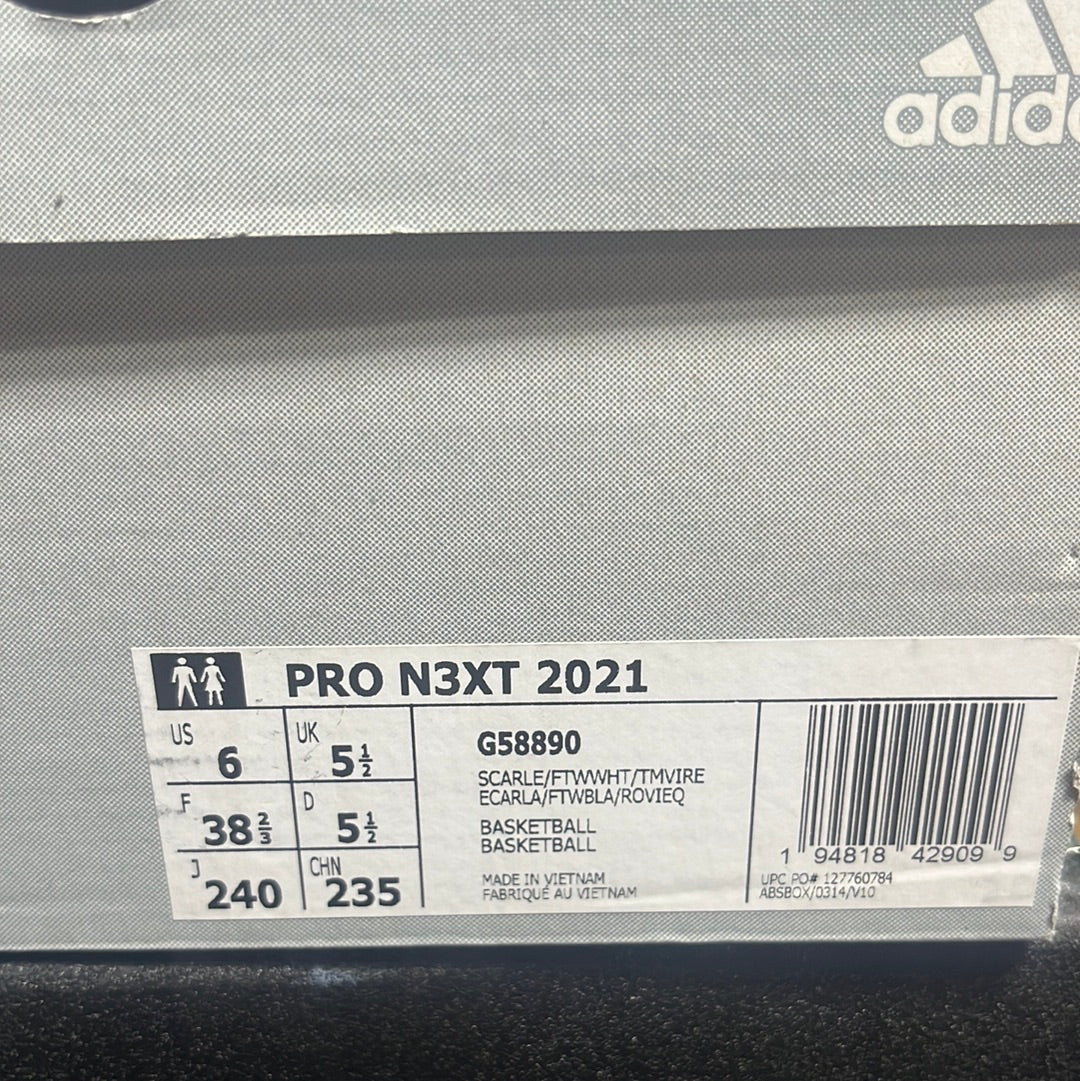 adidas
PRO N3XT 2021
US 6 UK 5½
F 38⅔ D 5½
J 240 CHN 235
G58890
SCARLE/FTWWHT/TMVIRE
ECARLA/FTWBLA/ROVIEQ
BASKETBALL
BASKETBALL
MADE IN VIETNAM
FABRIQUÉ AU VIETNAM
1 94818 42909 9
UPC PO# 127760784
ABSBOX/0314/V10